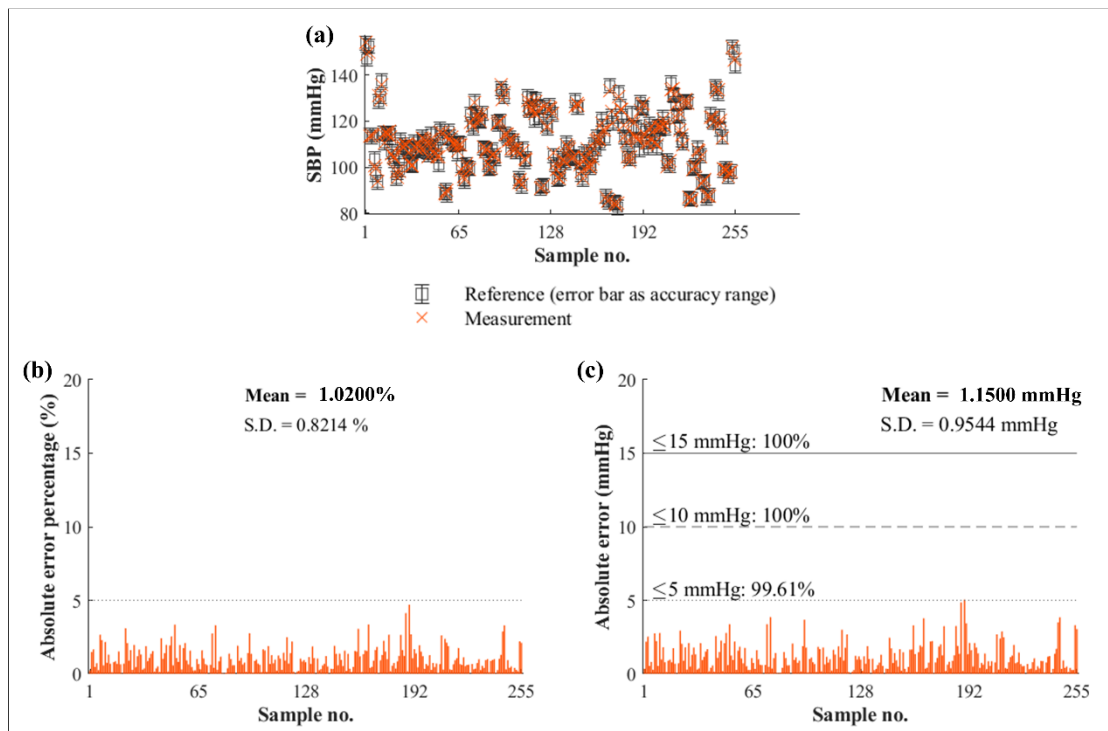 (a)
SBP (mmHg)
140
120
100
80
1 65 128 192 255
Sample no.
Reference (error bar as accuracy range)
Measurement
(b)
Absolute error percentage (%)
20
15
10
5
0
Mean = 1.0200%
S.D. = 0.8214 %
1 65 128 192 255
Sample no.
(c)
Absolute error (mmHg)
20
15
10
5
0
Mean = 1.1500 mmHg
S.D. = 0.9544 mmHg
≤15 mmHg: 100%
≤10 mmHg: 100%
≤5 mmHg: 99.61%
1 65 128 192 255
Sample no.